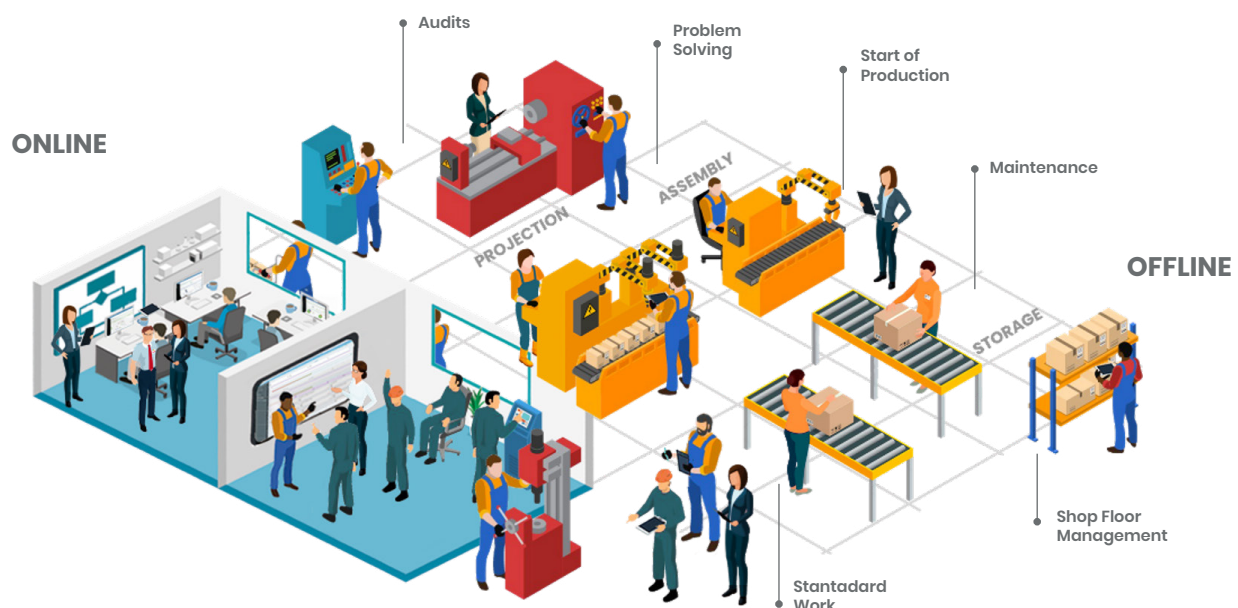 Audits
Problem
Solving
Start of
Production
ONLINE
Maintenance
ASSEMBLY
PROJECTION
OFFLINE
STORAGE
Shop Floor
Management
Stantadard
Work